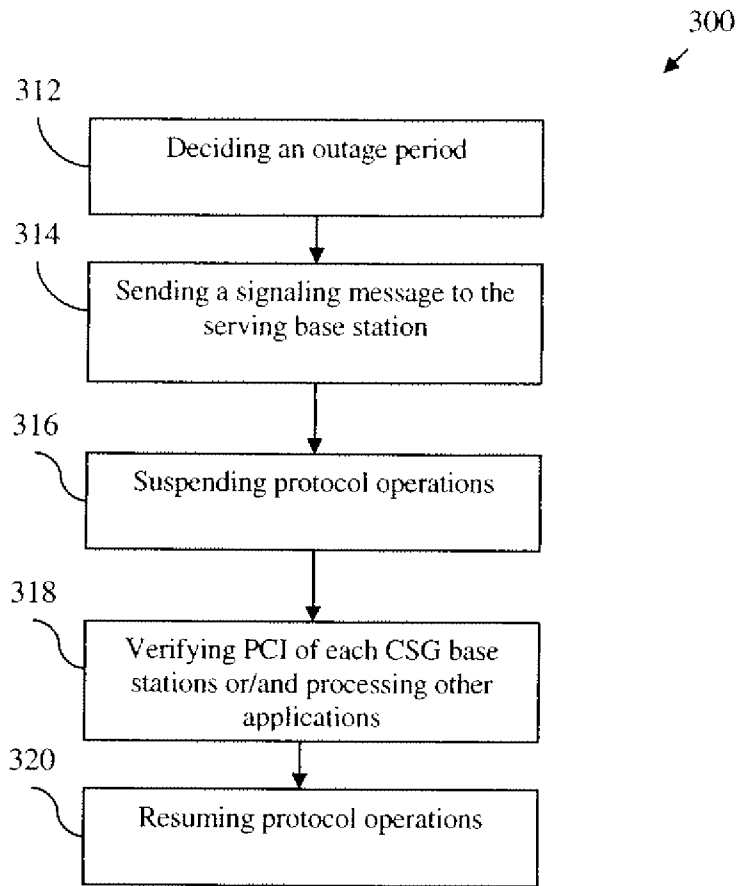 300
312
Deciding an outage period
314
Sending a signaling message to the
serving base station
316
Suspending protocol operations
318
Verifying PCI of each CSG base
stations or/and processing other
applications
320
Resuming protocol operations